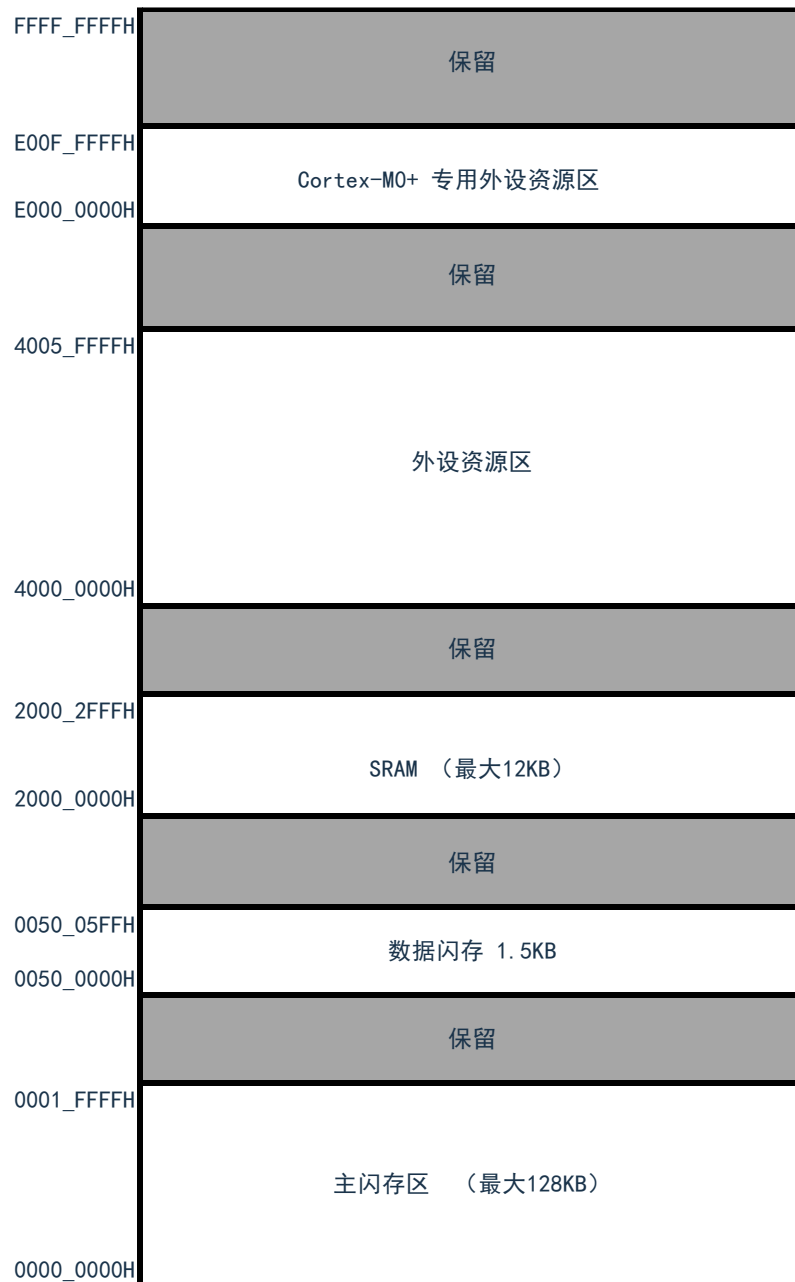 FFFF_FFFFH
保留
E00F_FFFFH
Cortex-M0+ 专用外设资源区
E000_0000H
保留
4005_FFFFH
外设资源区
4000_0000H
保留
2000_2FFFH
SRAM （最大12KB）
2000_0000H
保留
0050_05FFH
数据闪存 1.5KB
0050_0000H
保留
0001_FFFFH
主闪存区 （最大128KB）
0000_0000H